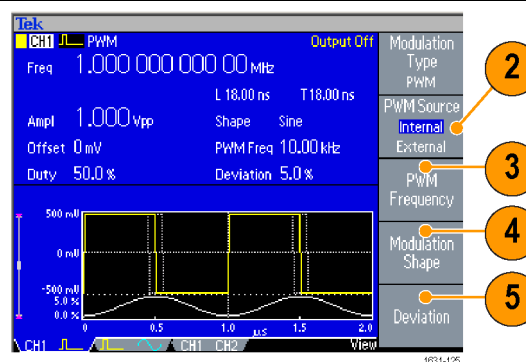 Tek
CH1 PWM Output Off
Freq 1.000 000 000 00 MHz
L 18.00 ns T18.00 ns
Ampl 1.000 Vpp Shape Sine
Offset 0 mV PWM Freq 10.00 kHz
Duty 50.0 % Deviation 5.0 %
500 mV
0 mV
-500 mV
5.0 %
0.0 %
0 0.5 1.0 µs 1.5 2.0
CH1 CH1 CH2 View
Modulation
Type
PWM
PWM Source
Internal
External
PWM
Frequency
Modulation
Shape
Deviation
2
3
4
5
1631-125